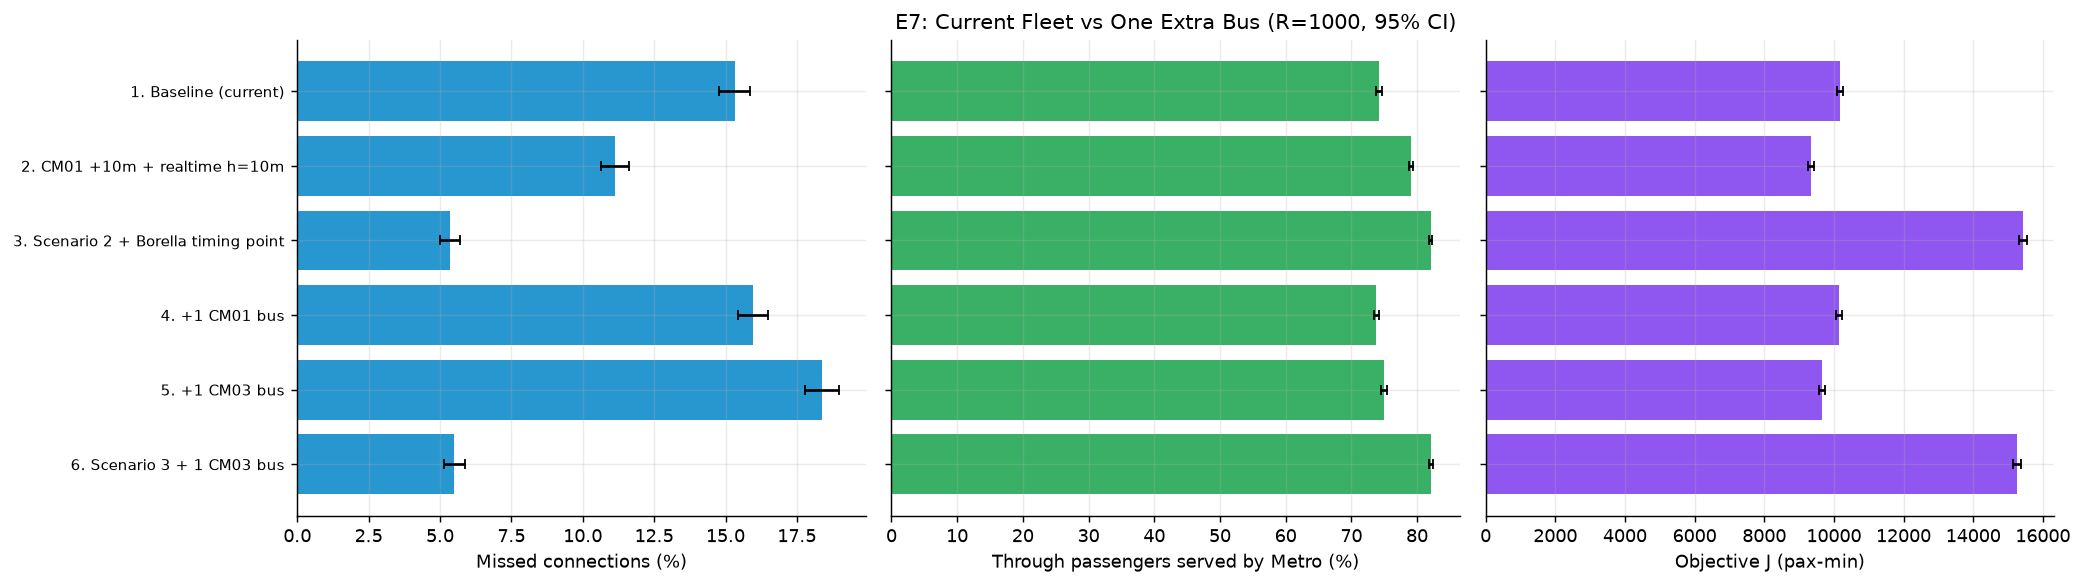 E7: Current Fleet vs One Extra Bus (R=1000, 95% CI)
1. Baseline (current)
2. CM01 +10m + realtime h=10m
3. Scenario 2 + Borella timing point
4. +1 CM01 bus
5. +1 CM03 bus
6. Scenario 3 + 1 CM03 bus
0.0 2.5 5.0 7.5 10.0 12.5 15.0 17.5
Missed connections (%)
0 10 20 30 40 50 60 70 80
Through passengers served by Metro (%)
0 2000 4000 6000 8000 10000 12000 14000 16000
Objective J (pax-min)